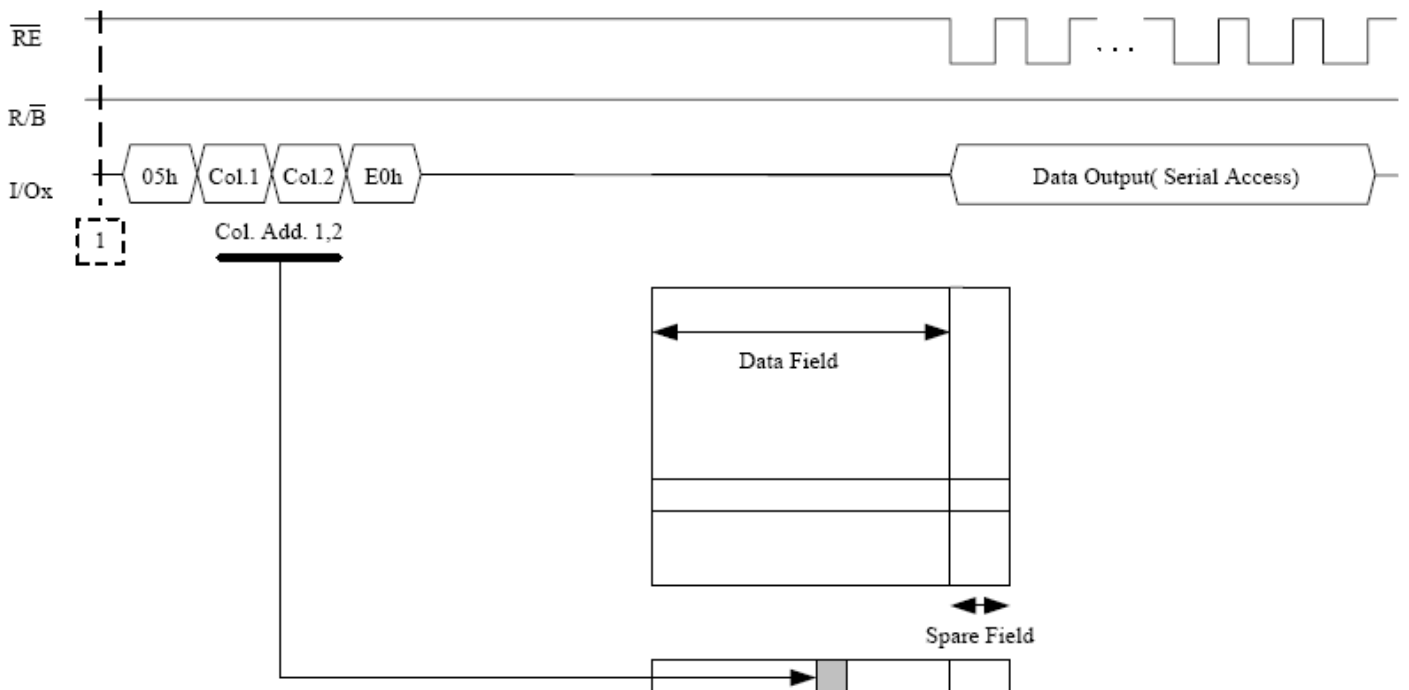 RE
. . .
R/B
I/Ox
05h Col.1 Col.2 E0h
Data Output( Serial Access)
1
Col. Add. 1,2
Data Field
Spare Field